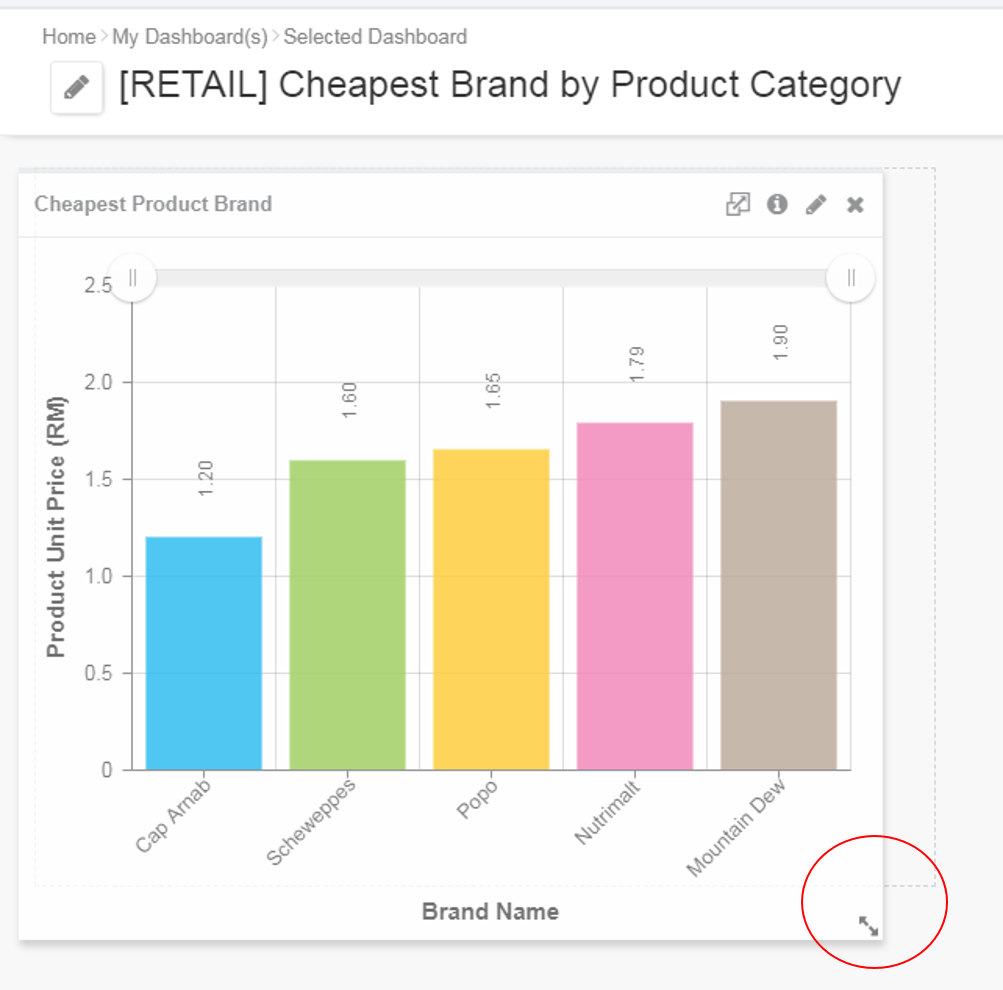 Home > My Dashboard(s) > Selected Dashboard
[RETAIL] Cheapest Brand by Product Category
Cheapest Product Brand
2.5
2.0
1.5
1.0
0.5
0
Product Unit Price (RM)
1.20
1.60
1.65
1.79
1.90
Cap Arnab
Scheweppes
Popo
Nutrimalt
Mountain Dew
Brand Name